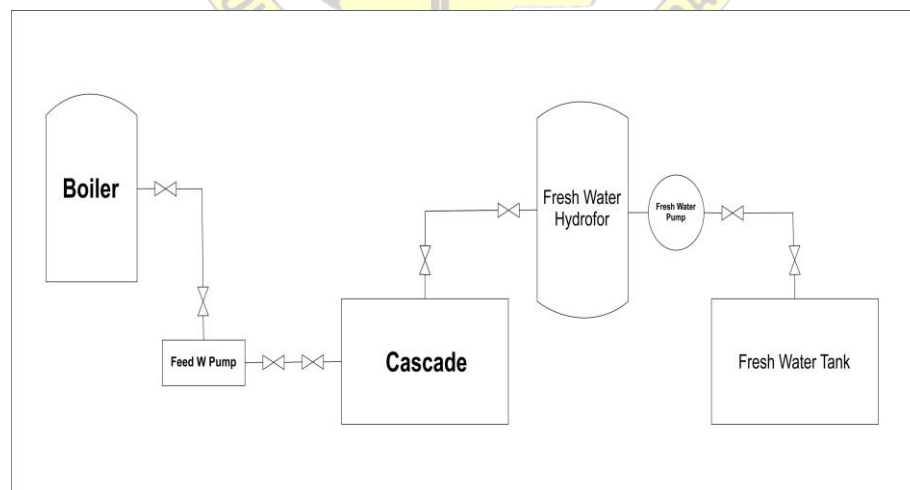 Boiler
Fresh Water
Hydrofor
Fresh Water
Pump
Feed W Pump
Cascade
Fresh Water Tank